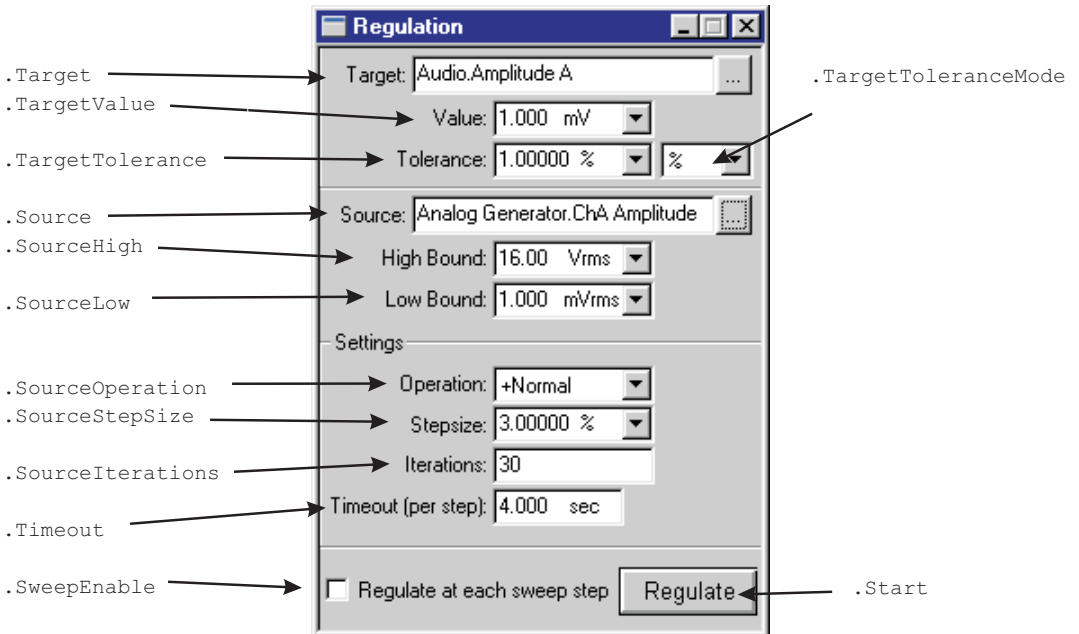 Regulation
.Target
Target: Audio.Amplitude A ...
.TargetToleranceMode
.TargetValue
Value: 1.000 mV
.TargetTolerance
Tolerance: 1.00000 % %
.Source
Source: Analog Generator.ChA Amplitude ...
.SourceHigh
High Bound: 16.00 Vrms
.SourceLow
Low Bound: 1.000 mVrms
Settings
.SourceOperation
Operation: +Normal
.SourceStepSize
Stepsize: 3.00000 %
.SourceIterations
Iterations: 30
.Timeout
Timeout (per step): 4.000 sec
.SweepEnable
Regulate at each sweep step
Regulate
.Start